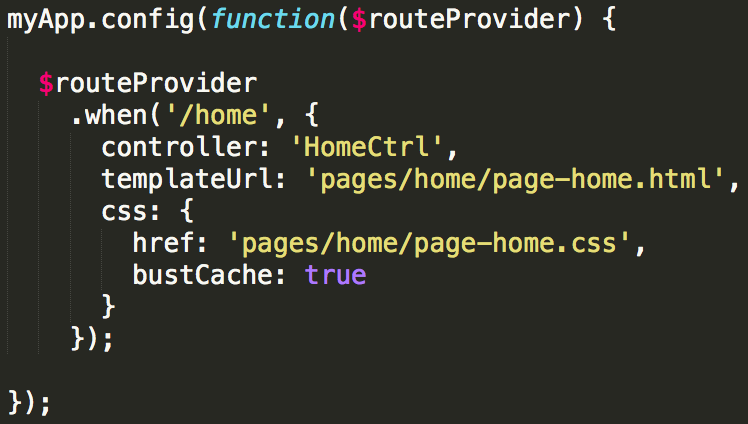 myApp.config(function($routeProvider) {
$routeProvider
.when('/home', {
controller: 'HomeCtrl',
templateUrl: 'pages/home/page-home.html',
css: {
href: 'pages/home/page-home.css',
bustCache: true
}
});
});